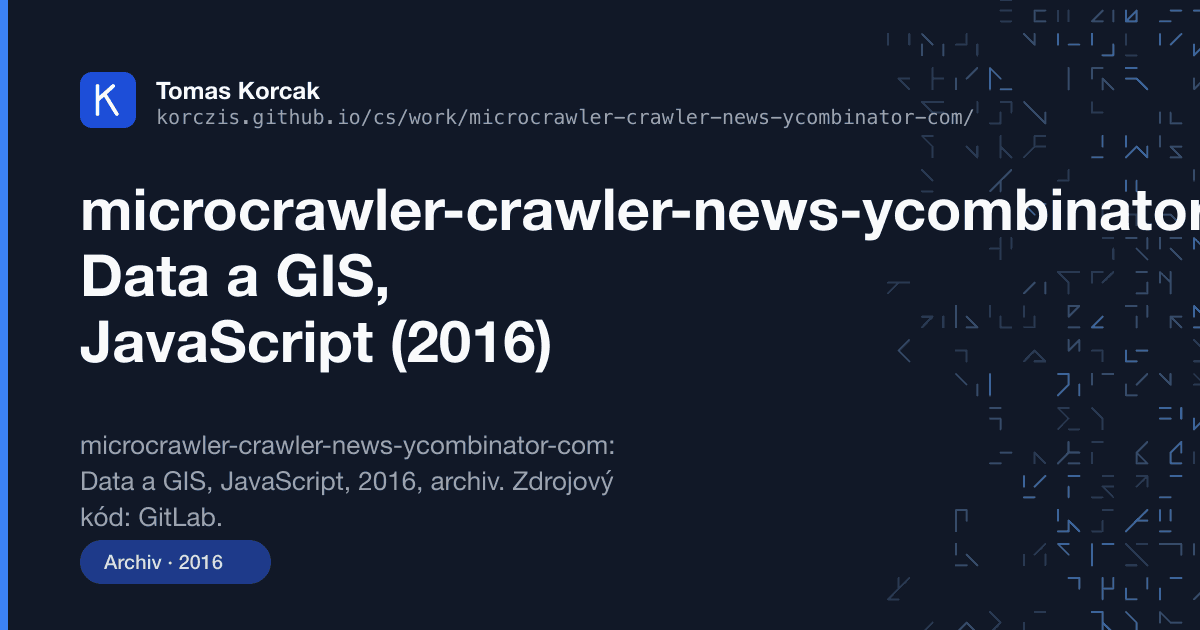 K
Tomas Korcak
korczis.github.io/cs/work/microcrawler-crawler-news-ycombinator-com/
microcrawler-crawler-news-ycombinator
Data a GIS,
JavaScript (2016)
microcrawler-crawler-news-ycombinator-com:
Data a GIS, JavaScript, 2016, archiv. Zdrojový
kód: GitLab.
Archiv · 2016